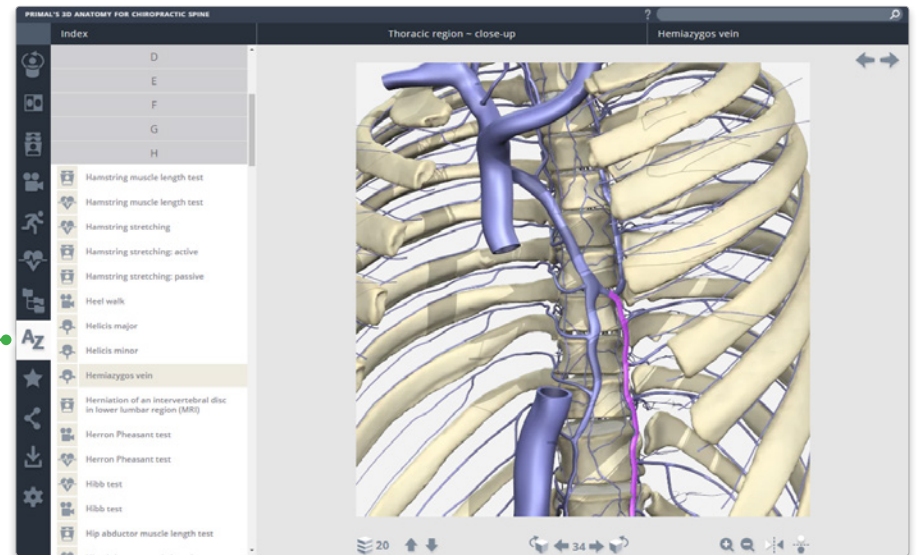 PRIMAL'S 3D ANATOMY FOR CHIROPRACTIC SPINE
?
Index
Thoracic region ~ close-up
Hemiazygos vein
D
E
F
G
H
Hamstring muscle length test
Hamstring muscle length test
Hamstring stretching
Hamstring stretching: active
Hamstring stretching: passive
Heel walk
Helicis major
Helicis minor
AZ
Hemiazygos vein
Herniation of an intervertebral disc
in lower lumbar region (MRI)
Herron Pheasant test
Herron Pheasant test
Hibb test
Hibb test
Hip abductor muscle length test
20
34